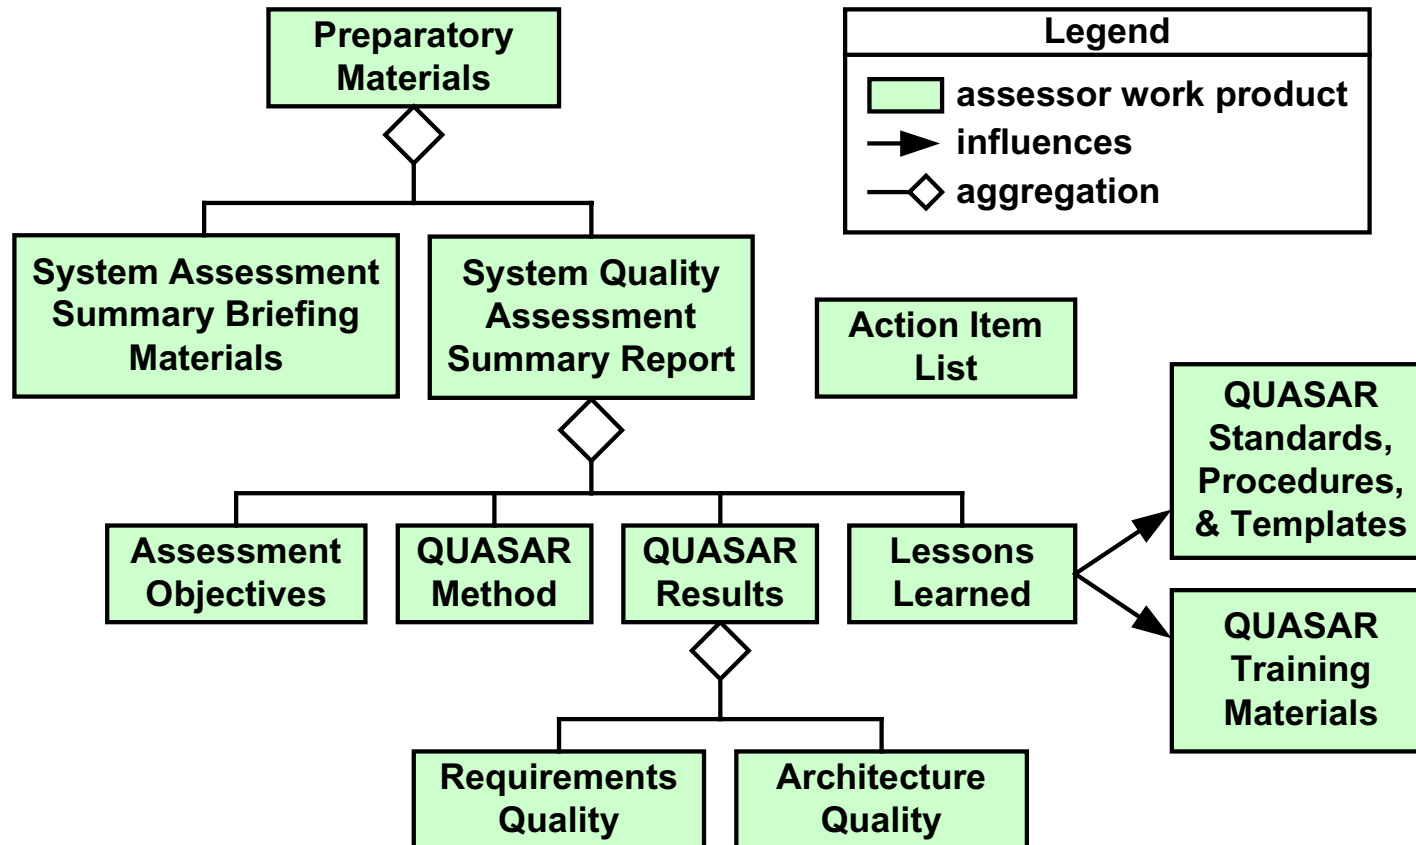 Preparatory
Materials
Legend
assessor work product
influences
aggregation
System Assessment
Summary Briefing
Materials
System Quality
Assessment
Summary Report
Action Item
List
QUASAR
Standards,
Procedures,
& Templates
Assessment
Objectives
QUASAR
Method
QUASAR
Results
Lessons
Learned
QUASAR
Training
Materials
Requirements
Quality
Architecture
Quality